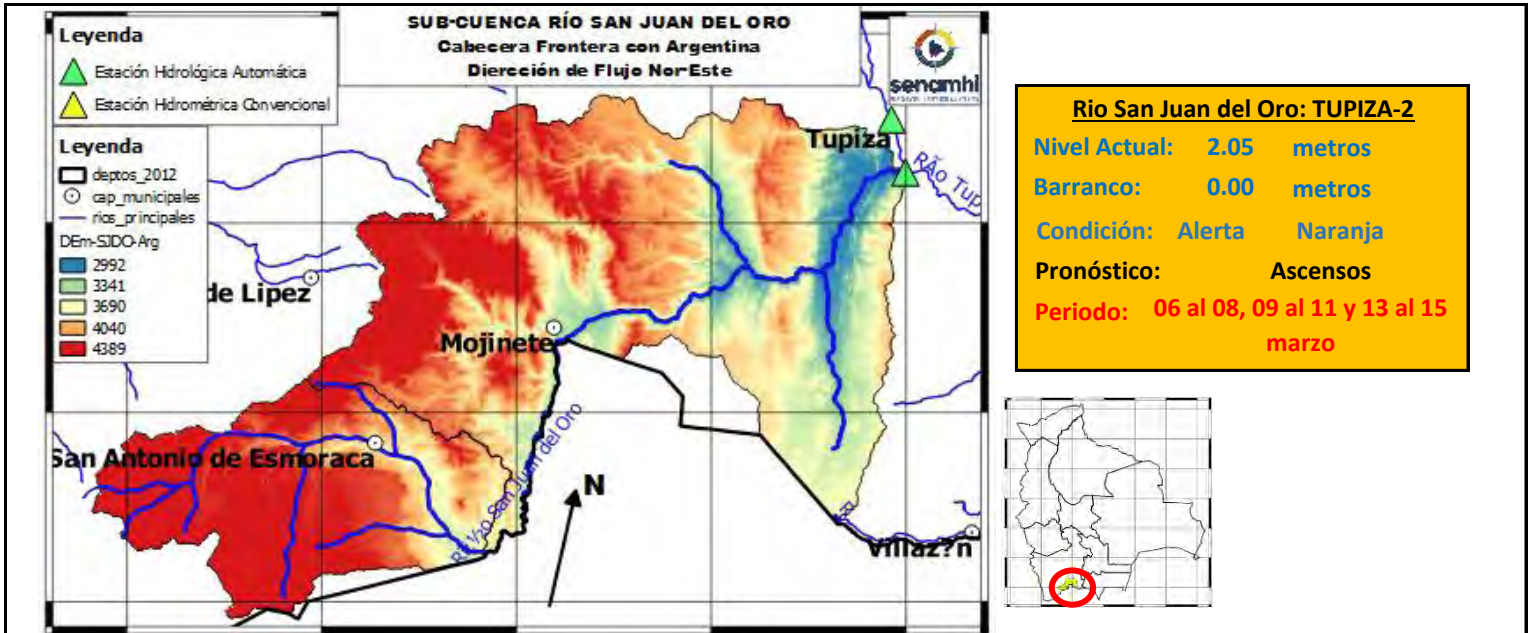 SUB-CUENCA RÍO SAN JUAN DEL ORO
Cabecera Frontera con Argentina
Diercción de Flujo Nor-Este
Leyenda
Estación Hidrológica Automática
Estación Hidrométrica Convencional
Leyenda
deptos_2012
cap_municipales
rios_principales
DEm-SJDO-Arg
2992
3341
3690
4040
4389
senamhi
Tupiza
RÃo Tup
de Lipez
Mojinete
San Antonio de Esmoraca
San Juan del Oro
N
Villaz?n
Rio San Juan del Oro: TUPIZA-2
Nivel Actual: 2.05 metros
Barranco: 0.00 metros
Condición: Alerta Naranja
Pronóstico: Ascensos
Periodo: 06 al 08, 09 al 11 y 13 al 15
marzo